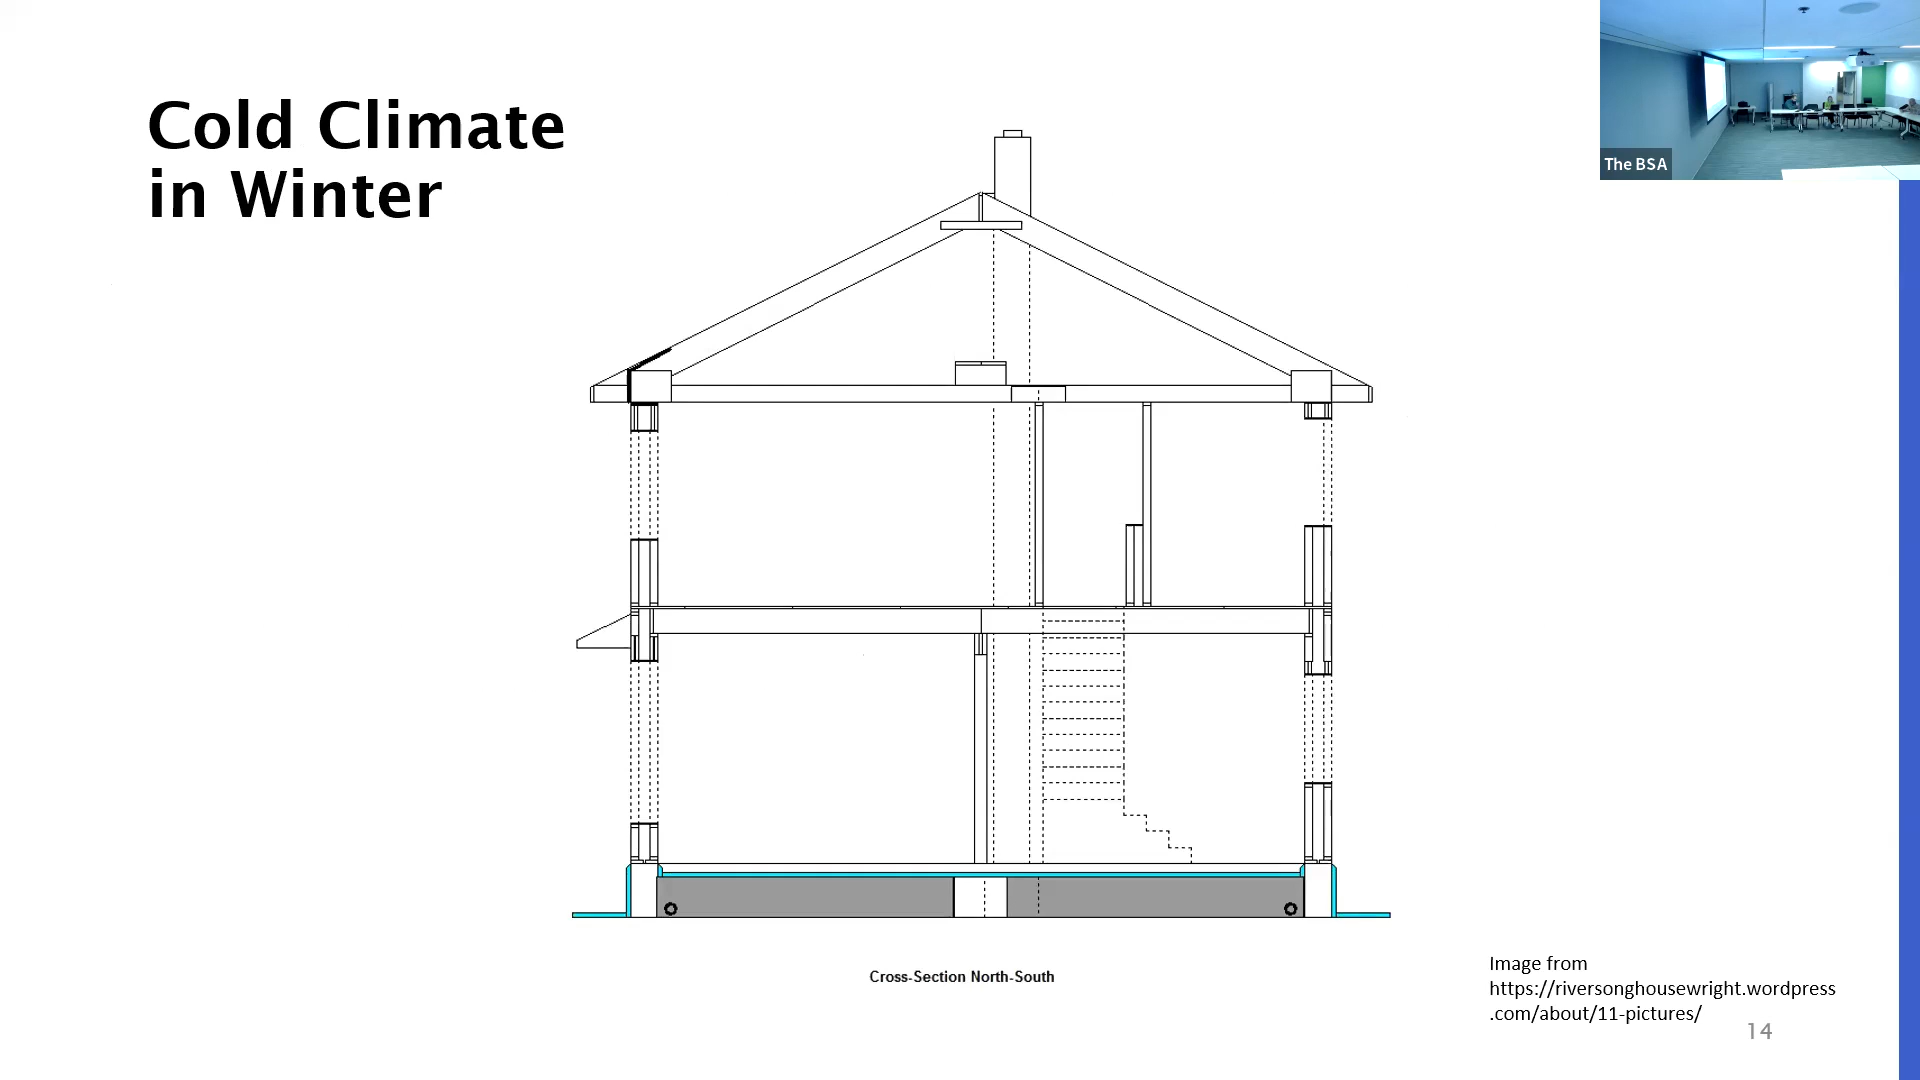 Cold Climate
in Winter
The BSA
Cross-Section North-South
Image from
https://riversonghousewright.wordpress
.com/about/11-pictures/
14